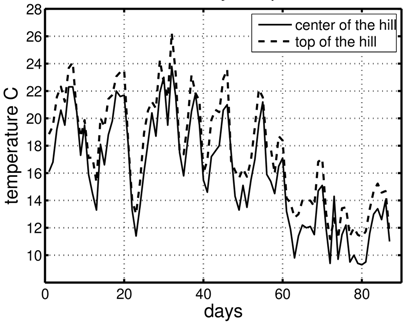 28
26
24
22
20
18
16
14
12
10
temperature C
center of the hill
top of the hill
0 20 40 60 80
days